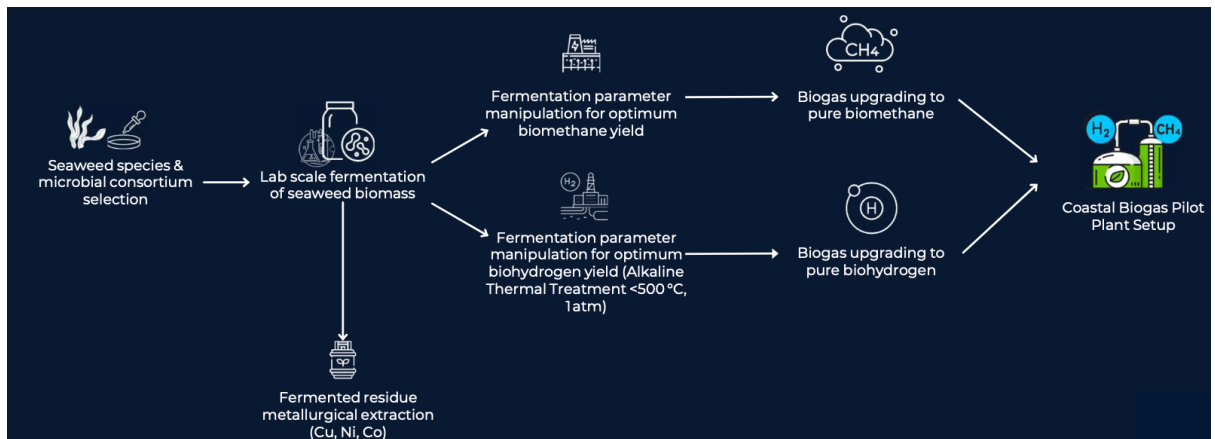 Seaweed species &
microbial consortium
selection
Lab scale fermentation
of seaweed biomass
Fermented residue
metallurgical extraction
(Cu, Ni, Co)
Fermentation parameter
manipulation for optimum
biomethane yield
CH4
Biogas upgrading to
pure biomethane
H₂
Fermentation parameter
manipulation for optimum
biohydrogen yield (Alkaline
Thermal Treatment <500 °C,
1atm)
H
Biogas upgrading to
pure biohydrogen
H₂
CH₄
Coastal Biogas Pilot
Plant Setup